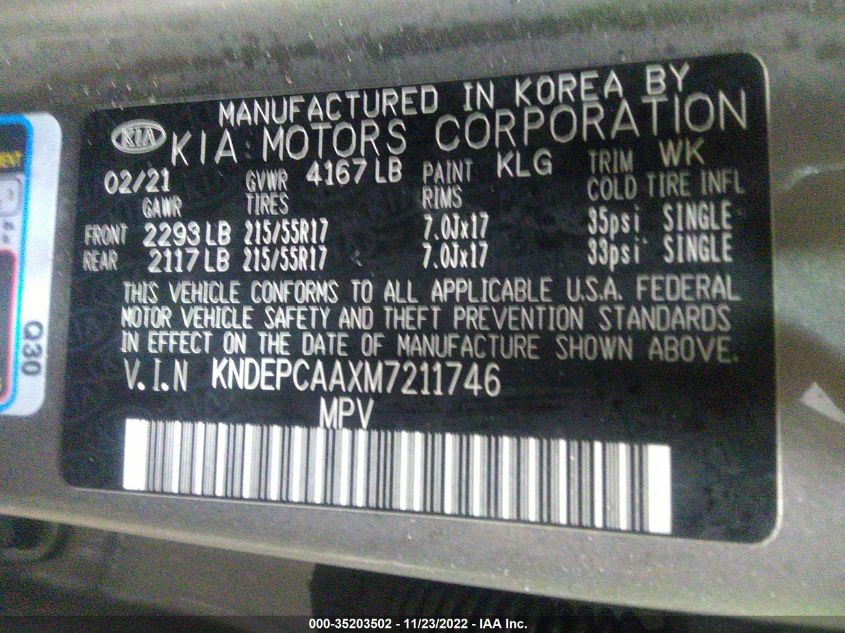 MANUFACTURED IN KOREA BY
KIA KIA MOTORS CORPORATION
02/21 GVWR 4167 LB PAINT KLG TRIM WK
GAWR TIRES RIMS COLD TIRE INFL
FRONT 2293 LB 215/55R17 7.0Jx17 35psi SINGLE
REAR 2117 LB 215/55R17 7.0Jx17 33psi SINGLE
THIS VEHICLE CONFORMS TO ALL APPLICABLE U.S.A. FEDERAL
MOTOR VEHICLE SAFETY AND THEFT PREVENTION STANDARDS
IN EFFECT ON THE DATE OF MANUFACTURE SHOWN ABOVE.
V.I.N KNDEPCAAXM7211746
MPV
030
000-35203502 - 11/23/2022 - IAA Inc.